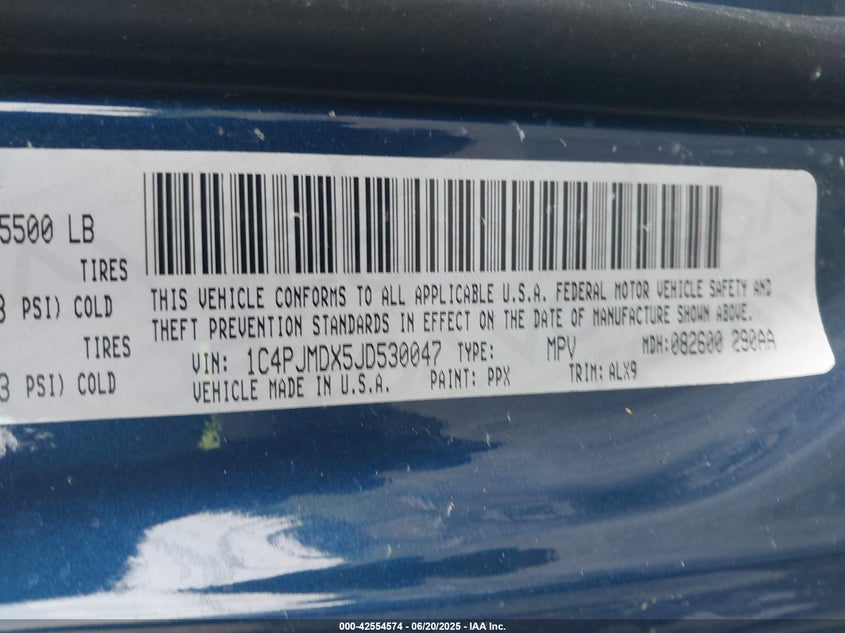 5500 LB
TIRES
3 PSI) COLD
TIRES
3 PSI) COLD
THIS VEHICLE CONFORMS TO ALL APPLICABLE U.S.A. FEDERAL MOTOR VEHICLE SAFETY AND
THEFT PREVENTION STANDARDS IN EFFECT ON THE DATE OF MANUFACTURE SHOWN ABOVE.
VIN: 1C4PJMDX5JD530047 TYPE: MPV MDH:082600 290AA
VEHICLE MADE IN U.S.A. PAINT: PPX TRIM: ALX9
000-42554574 - 06/20/2025 - IAA Inc.